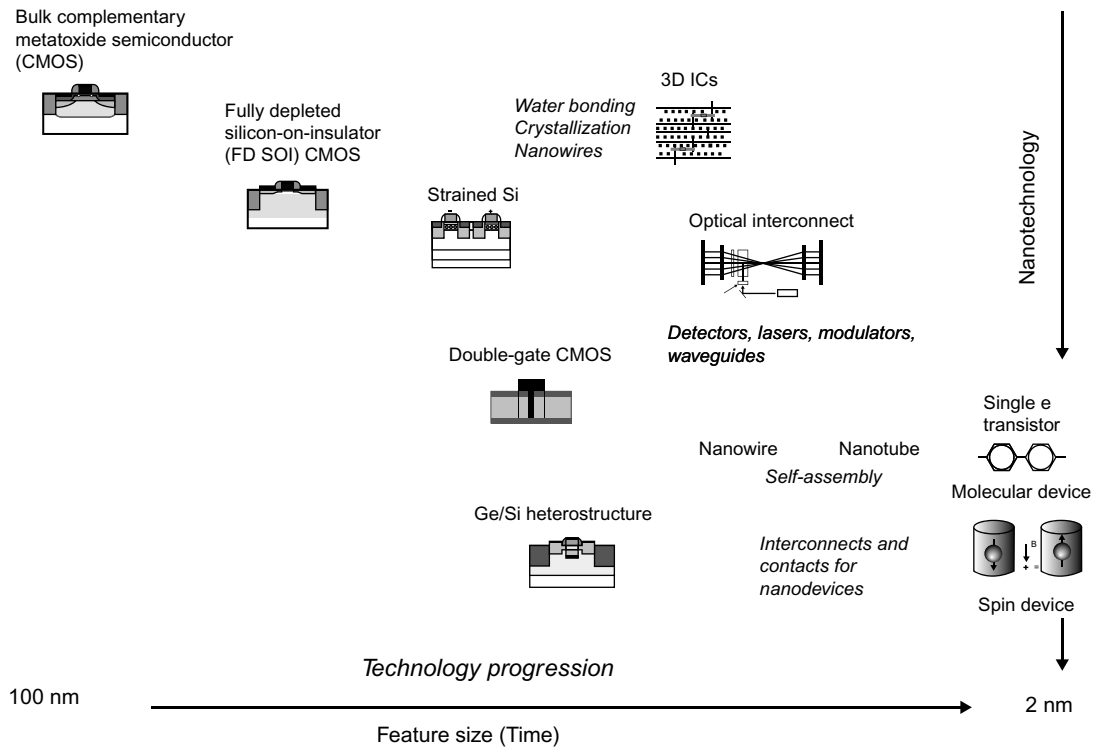 Bulk complementary
metatoxide semiconductor
(CMOS)
Fully depleted
silicon-on-insulator
(FD SOI) CMOS
Strained Si
- +
Water bonding
Crystallization
Nanowires
3D ICs
Optical interconnect
Detectors, lasers, modulators,
waveguides
Nanotechnology
Double-gate CMOS
Single e
transistor
Nanowire Nanotube
Self-assembly
Molecular device
Ge/Si heterostructure
Interconnects and
contacts for
nanodevices
B
+ =
Spin device
Technology progression
100 nm
2 nm
Feature size (Time)